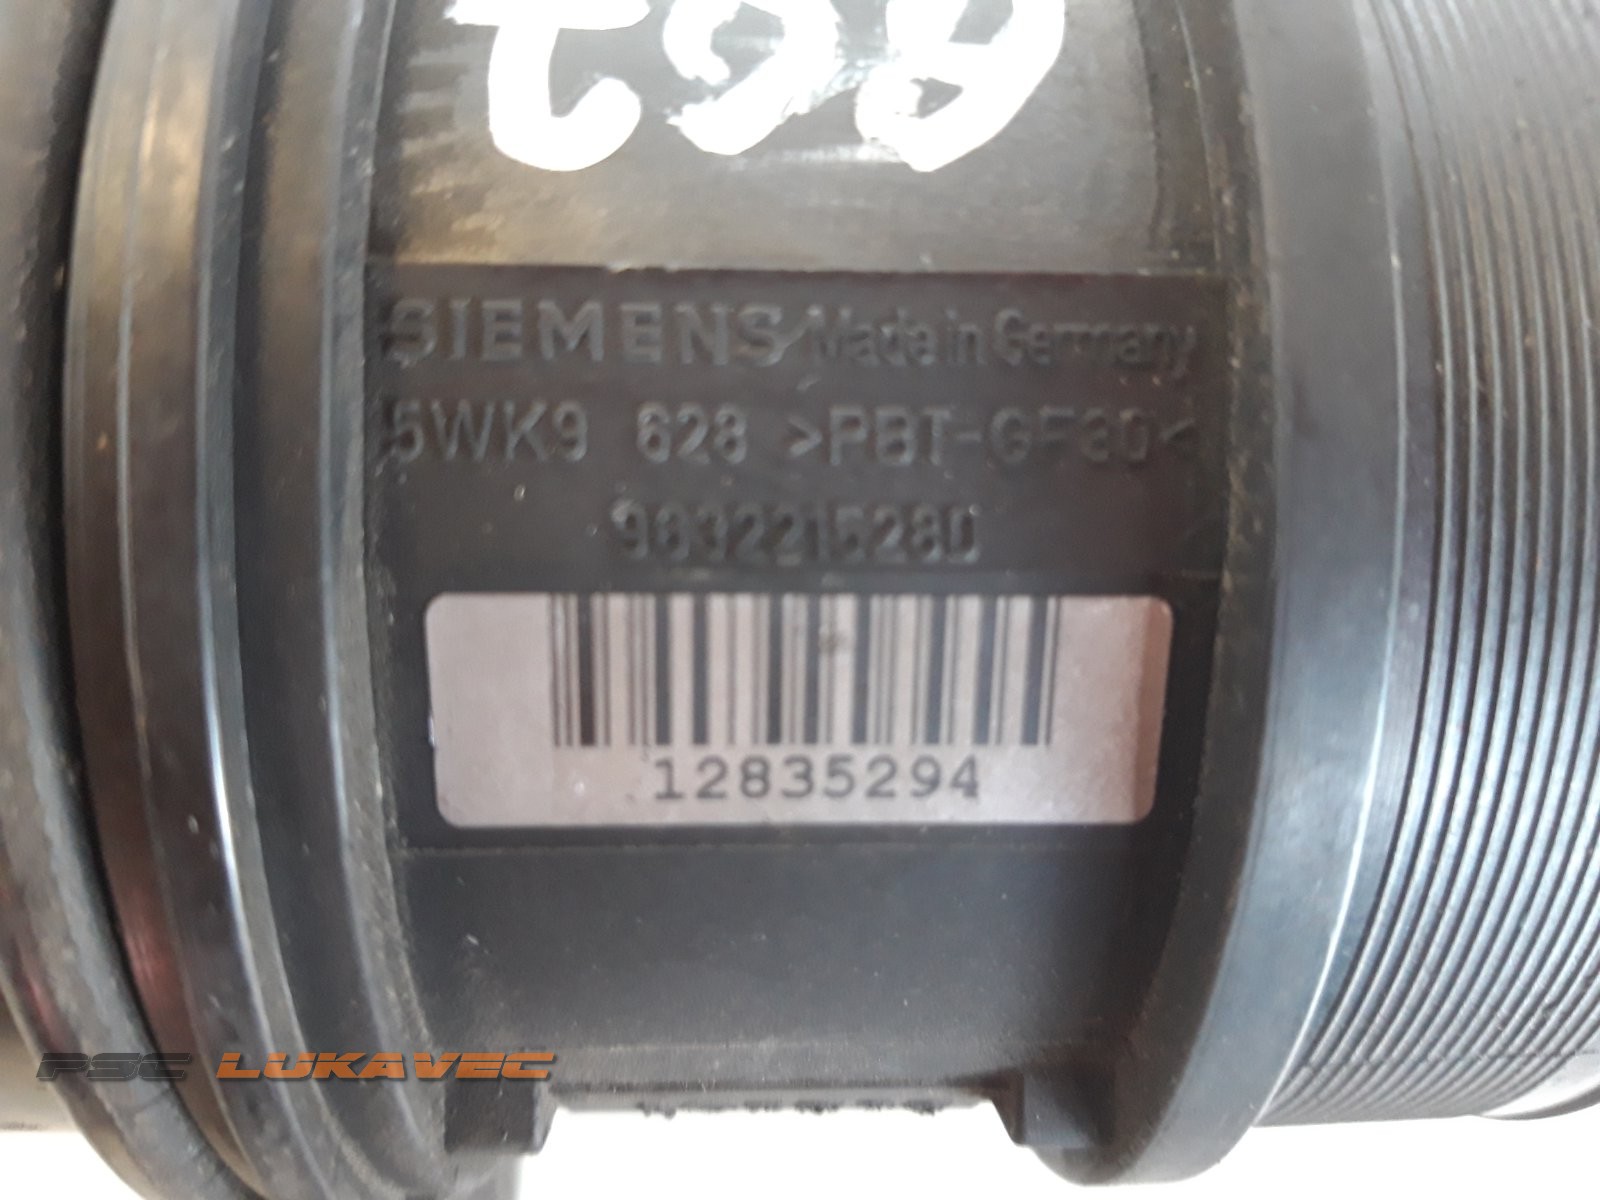 SIEMENS Made in Germany
5WK9 628 >PBT-GF30<
9632215280
12835294
PSC LUKAVEC